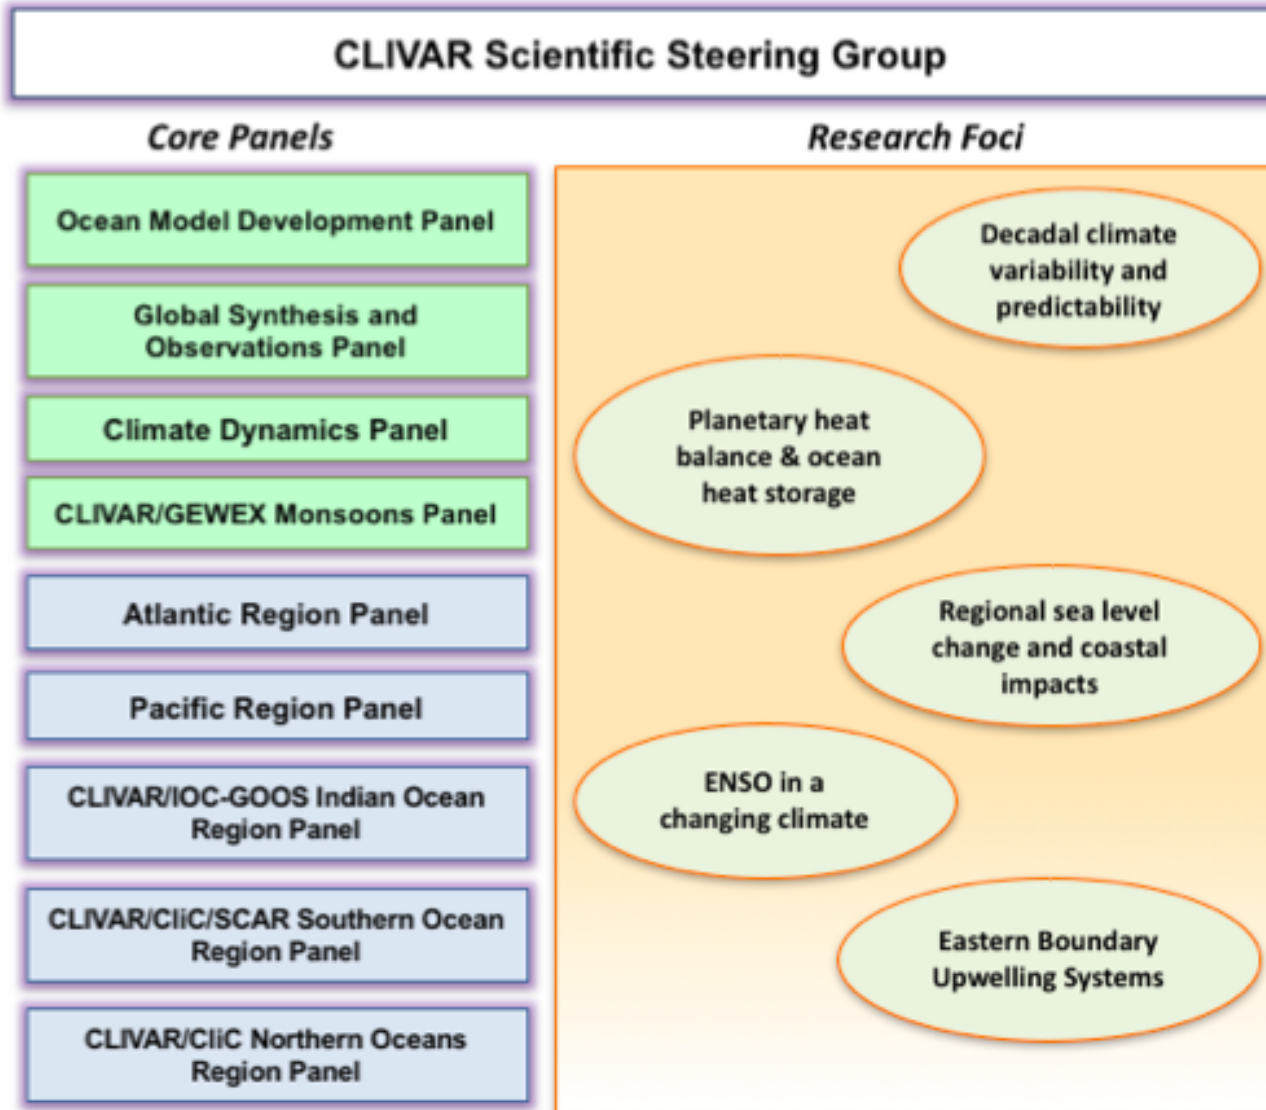 CLIVAR Scientific Steering Group
Core Panels
Research Foci
Ocean Model Development Panel
Global Synthesis and
Observations Panel
Climate Dynamics Panel
CLIVAR/GEWEX Monsoons Panel
Atlantic Region Panel
Pacific Region Panel
CLIVAR/IOC-GOOS Indian Ocean
Region Panel
CLIVAR/CliC/SCAR Southern Ocean
Region Panel
CLIVAR/CliC Northern Oceans
Region Panel
Decadal climate
variability and
predictability
Planetary heat
balance & ocean
heat storage
Regional sea level
change and coastal
impacts
ENSO in a
changing climate
Eastern Boundary
Upwelling Systems